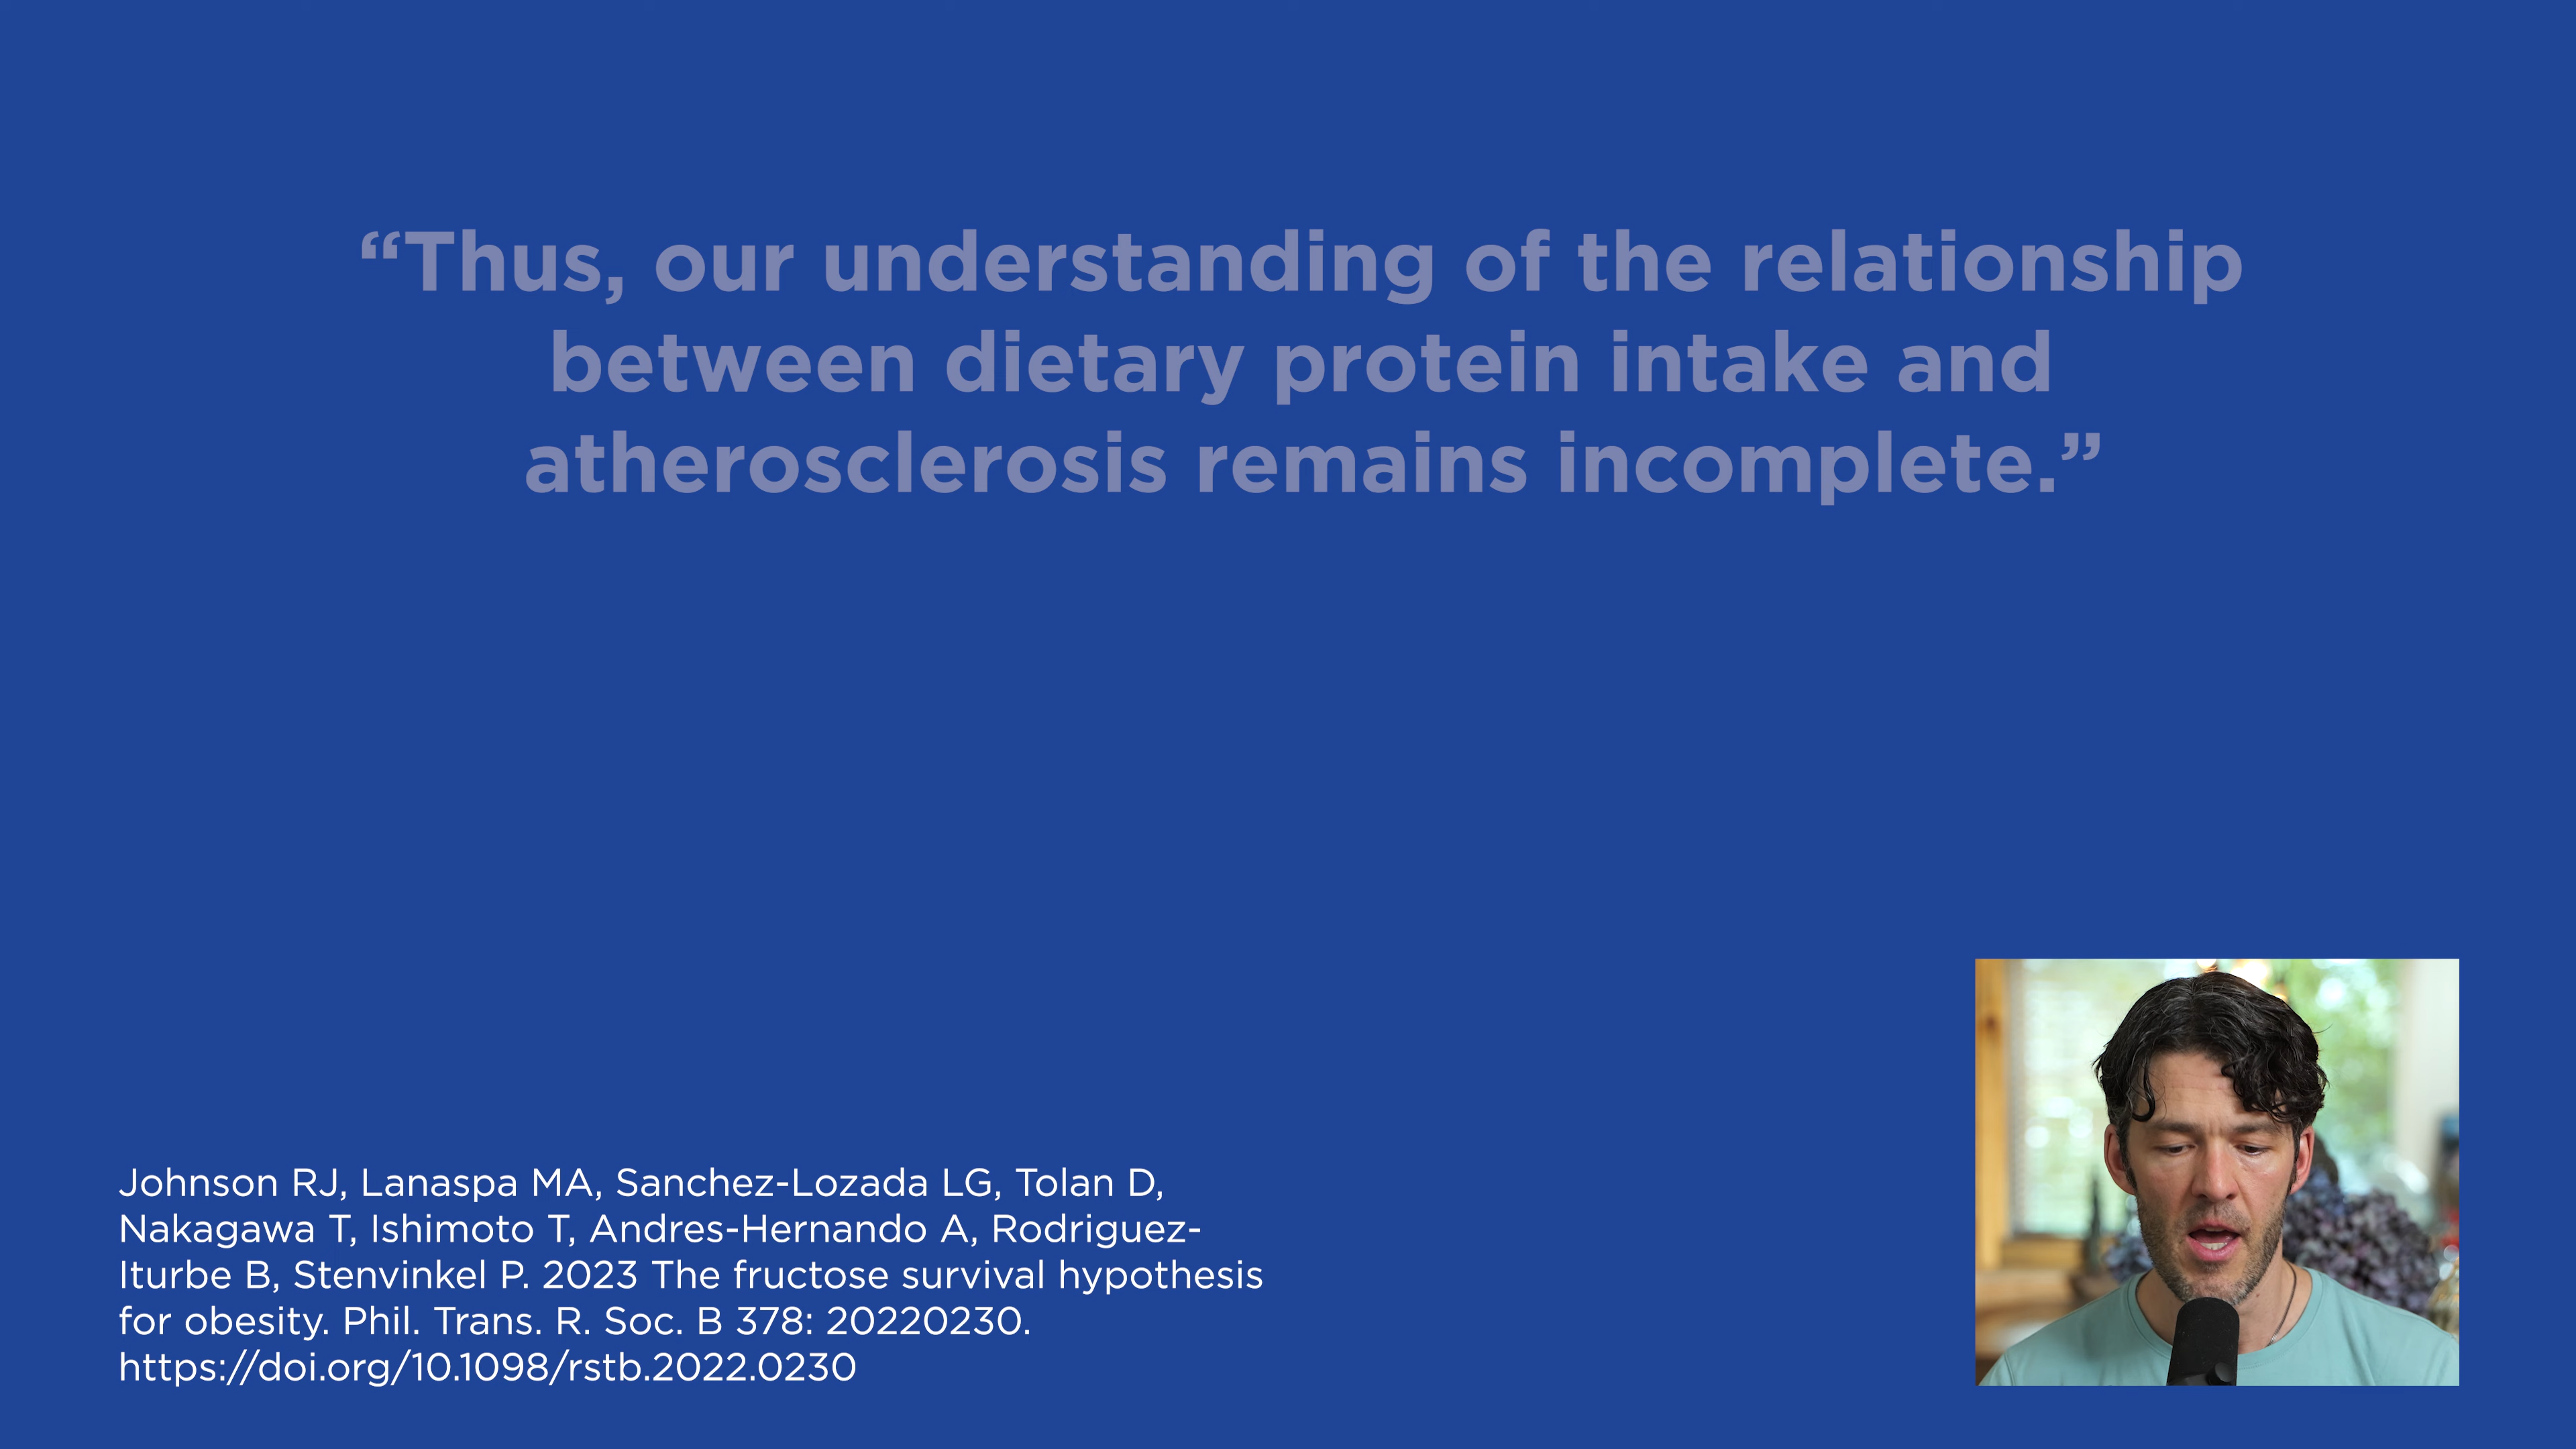 “Thus, our understanding of the relationship
between dietary protein intake and
atherosclerosis remains incomplete.”
Johnson RJ, Lanaspa MA, Sanchez-Lozada LG, Tolan D,
Nakagawa T, Ishimoto T, Andres-Hernando A, Rodriguez-
Iturbe B, Stenvinkel P. 2023 The fructose survival hypothesis
for obesity. Phil. Trans. R. Soc. B 378: 20220230.
https://doi.org/10.1098/rstb.2022.0230